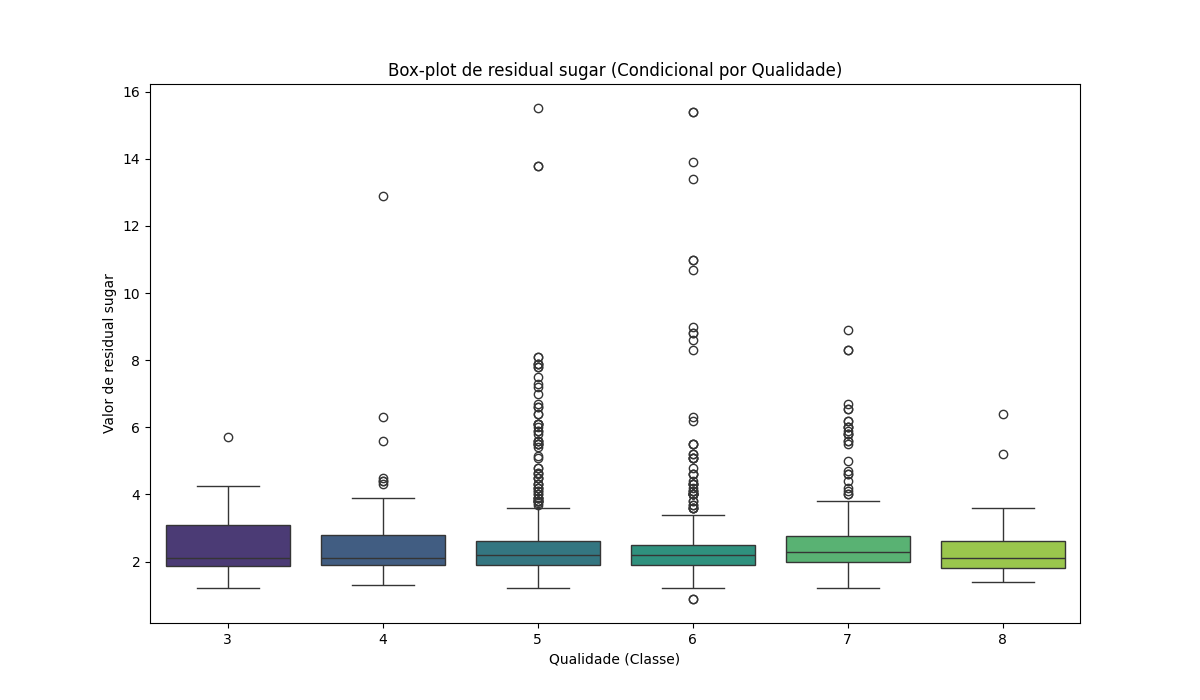 Box-plot de residual sugar (Condicional por Qualidade)
Valor de residual sugar
16
14
12
10
8
6
4
2
3 4 5 6 7 8
Qualidade (Classe)